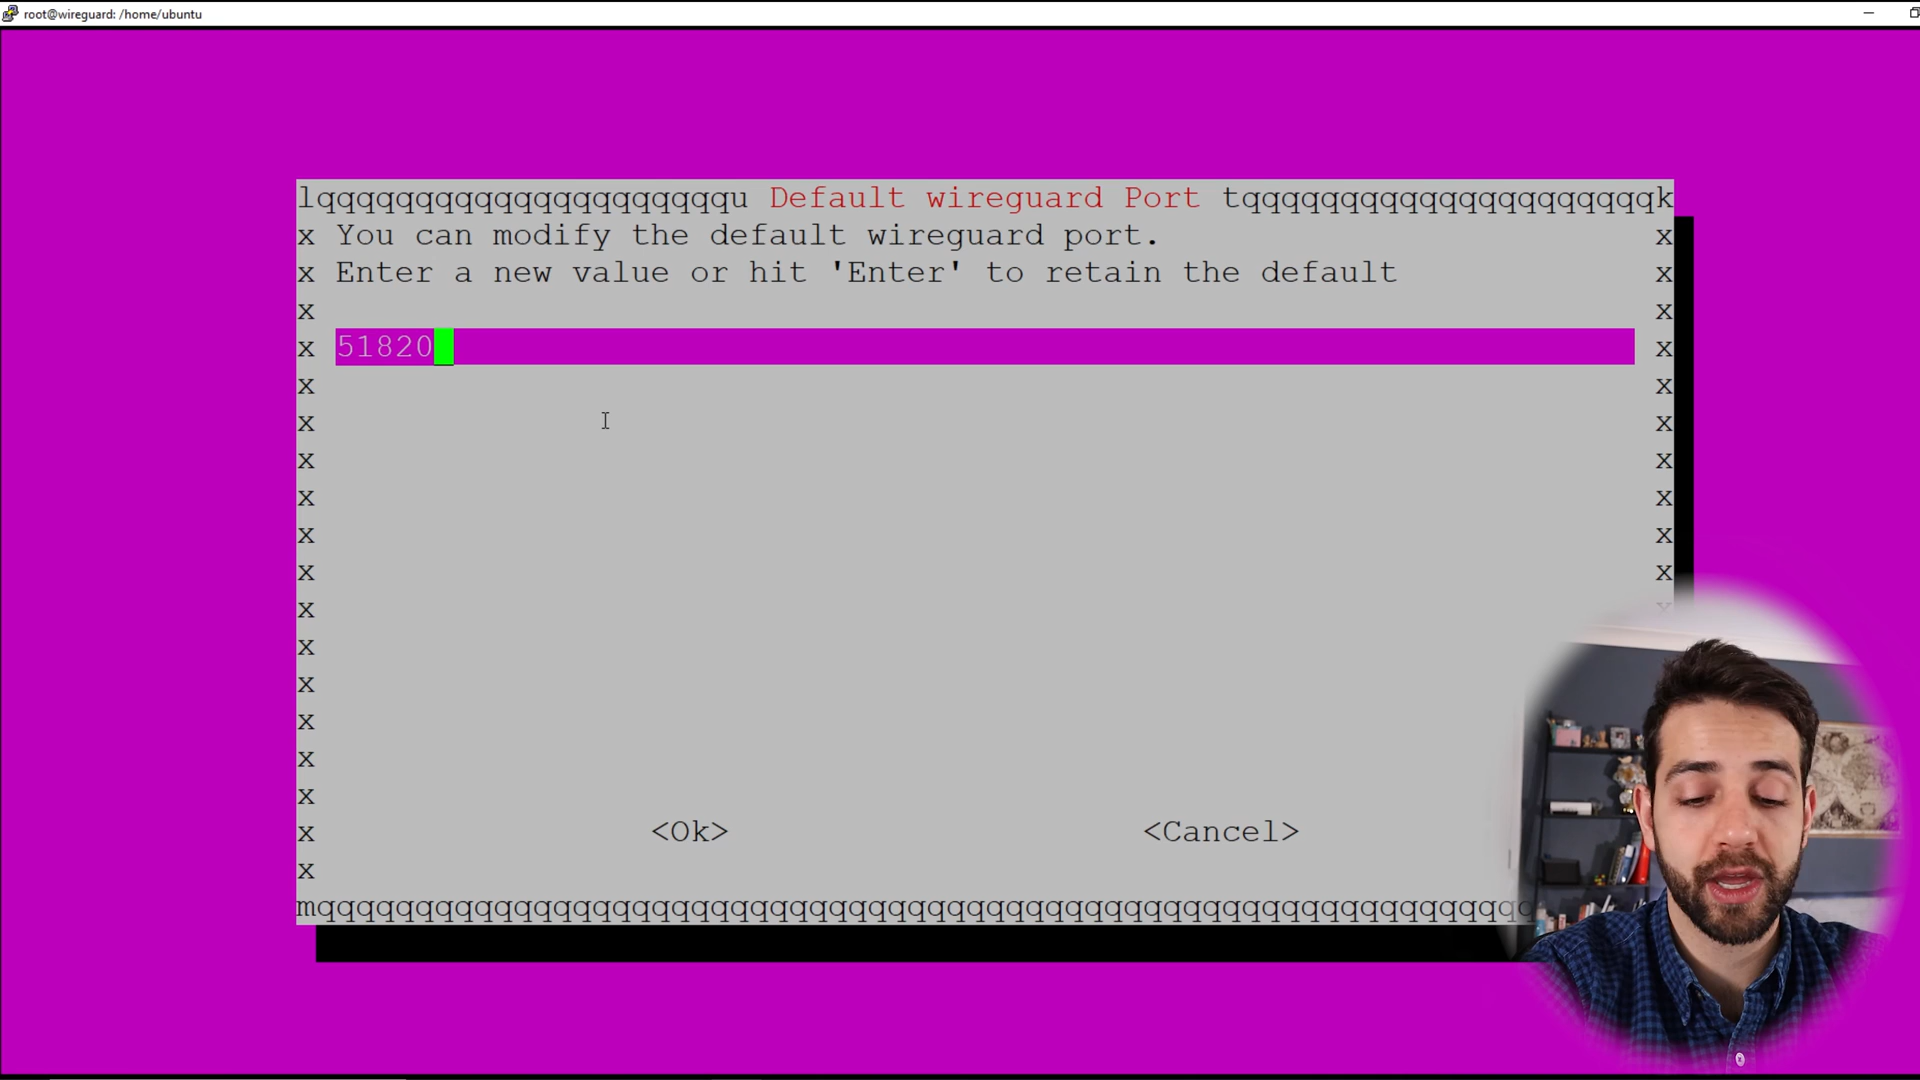 root@wireguard: /home/ubuntu
lqqqqqqqqqqqqqqqqqqqqqu Default wireguard Port tqqqqqqqqqqqqqqqqqqqqqk
x You can modify the default wireguard port. x
x Enter a new value or hit 'Enter' to retain the default x
x x
x 51820 x
x x
x x
x x
x x
x x
x x
x x
x
x
x
x
x
x <Ok> <Cancel>
x
mqqqqqqqqqqqqqqqqqqqqqqqqqqqqqqqqqqqqqqqqqqqqqqqqqqqqqqqqqqqqqq